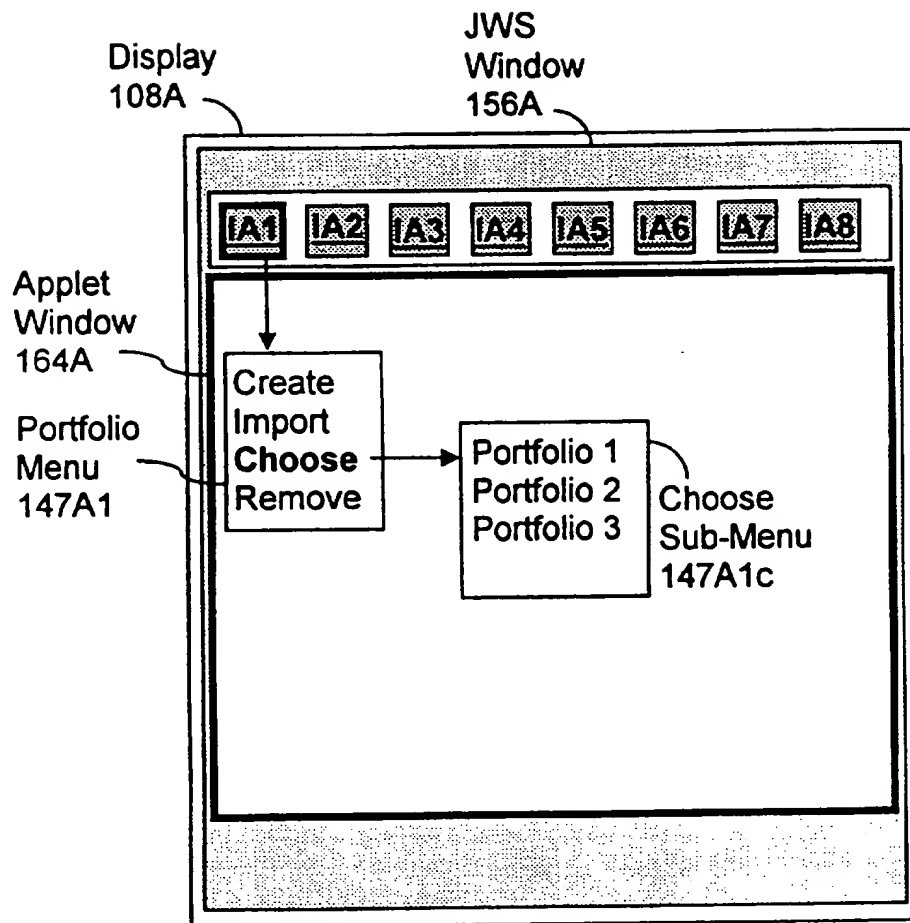 Display
108A
JWS
Window
156A
IA1 IA2 IA3 IA4 IA5 IA6 IA7 IA8
Applet
Window
164A
Portfolio
Menu
147A1
Create
Import
Choose
Remove
Portfolio 1
Portfolio 2
Portfolio 3
Choose
Sub-Menu
147A1c